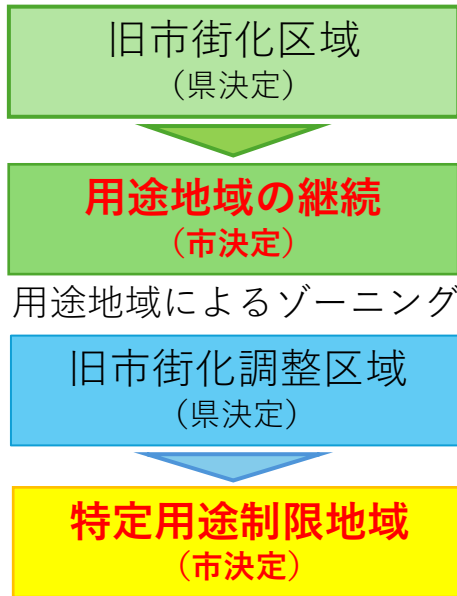 旧市街化区域
(県決定)
用途地域の継続
(市決定)
用途地域によるゾーニング
旧市街化調整区域
(県決定)
特定用途制限地域
(市決定)